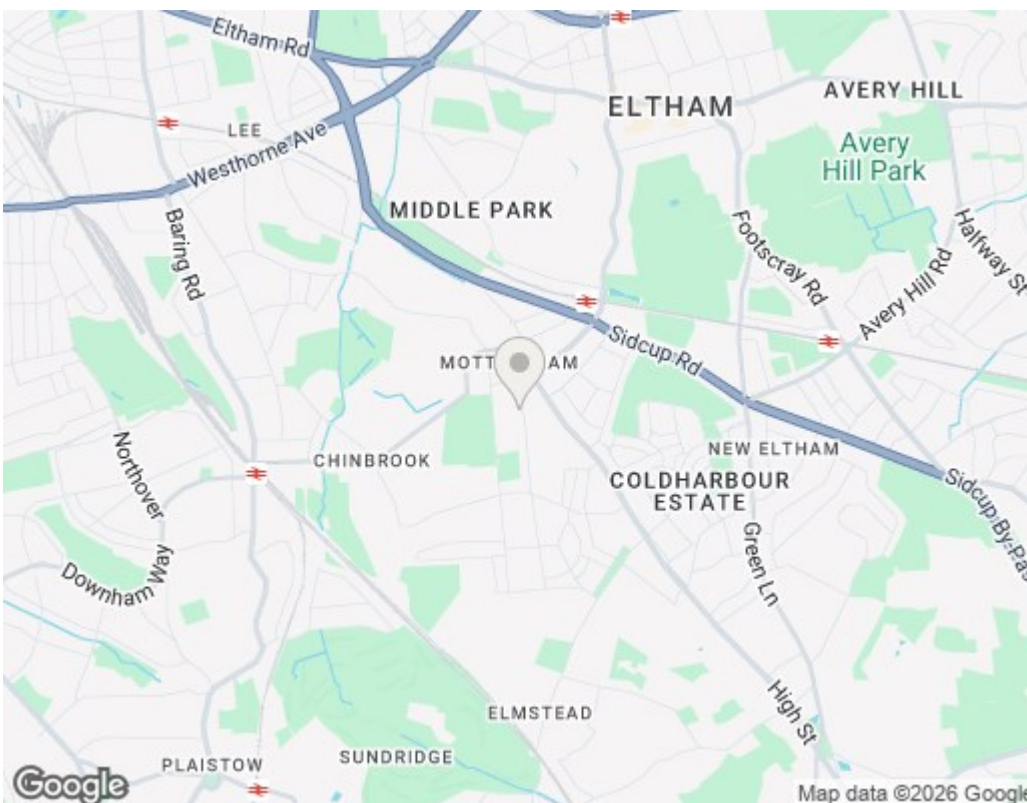 Eltham Rd
ELTHAM
AVERY HILL
Avery
Hill Park
LEE
Westhorne Ave
MIDDLE PARK
Baring Rd
Footscray Rd
Halfway St
Avery Hill Rd
Sidcup Rd
MOTT AM
NEW ELTHAM
CHINBROOK
COLDHARBOUR
ESTATE
Northover
Sidcup By-Pas
Downham Way
Green Ln
High St
ELMSTEAD
SUNDRIDGE
PLAISTOW
Google
Map data ©2026 Google